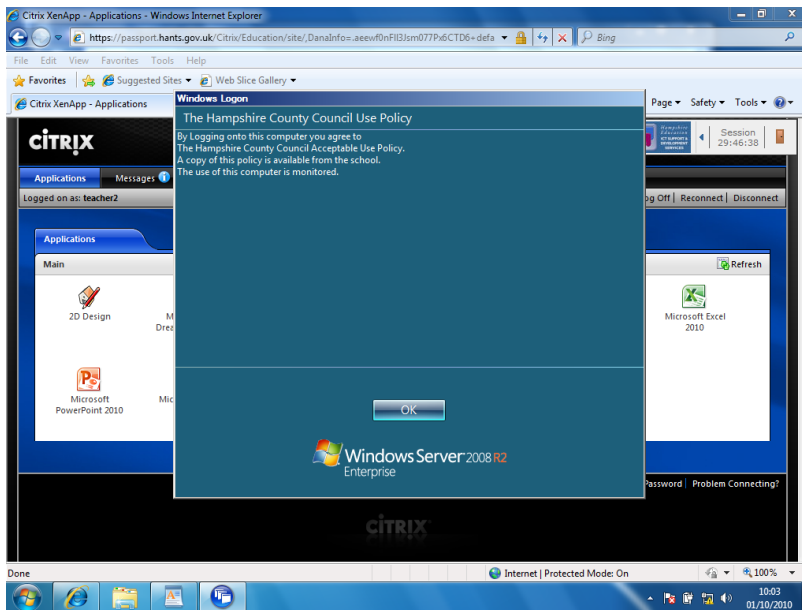 Citrix XenApp - Applications - Windows Internet Explorer
https://passport.hants.gov.uk/Citrix/Education/site/,DanaInfo=.aeewf0nFIl3Jsm077Px6CTD6+defa
Bing
File Edit View Favorites Tools Help
Favorites Suggested Sites Web Slice Gallery
Citrix XenApp - Applications
Page Safety Tools
Windows Logon
The Hampshire County Council Use Policy
By Logging onto this computer you agree to
The Hampshire County Council Acceptable Use Policy.
A copy of this policy is available from the school.
The use of this computer is monitored.
CITRIX
Session
29:46:38
Applications Messages
Logged on as: teacher2
og Off | Reconnect | Disconnect
Applications
Main
Refresh
2D Design
M
Drea
Microsoft Excel
2010
Microsoft
PowerPoint 2010
Mic
OK
Windows Server 2008 R2
Enterprise
Password | Problem Connecting?
CITRIX
Done
Internet | Protected Mode: On
100%
10:03
01/10/2010